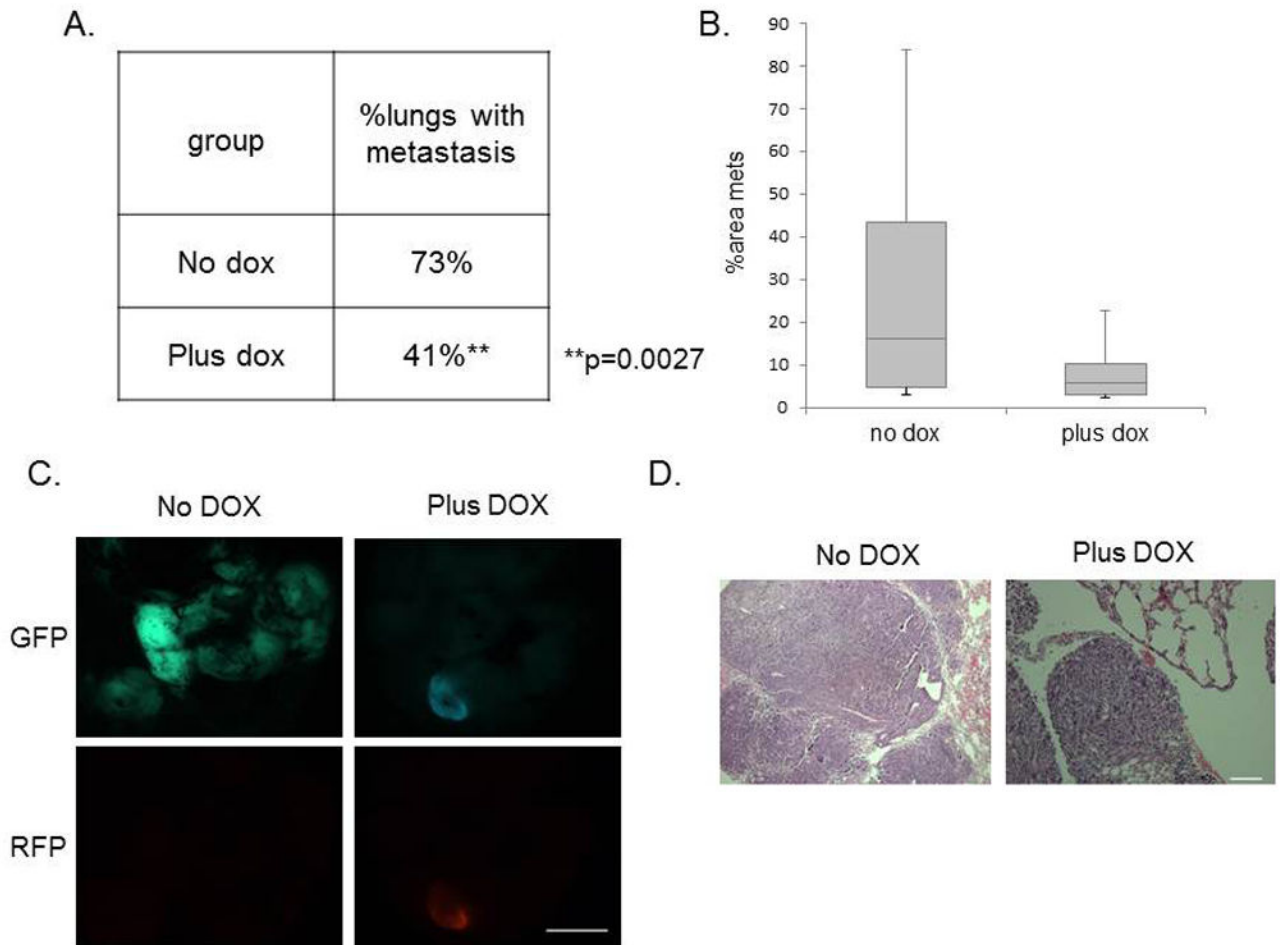 A.
group
%lungs with
metastasis
No dox
73%
Plus dox
41%**
**p=0.0027
B.
90
80
70
60
50
40
30
20
10
0
%area mets
no dox
plus dox
C.
No DOX
Plus DOX
GFP
RFP
D.
No DOX
Plus DOX